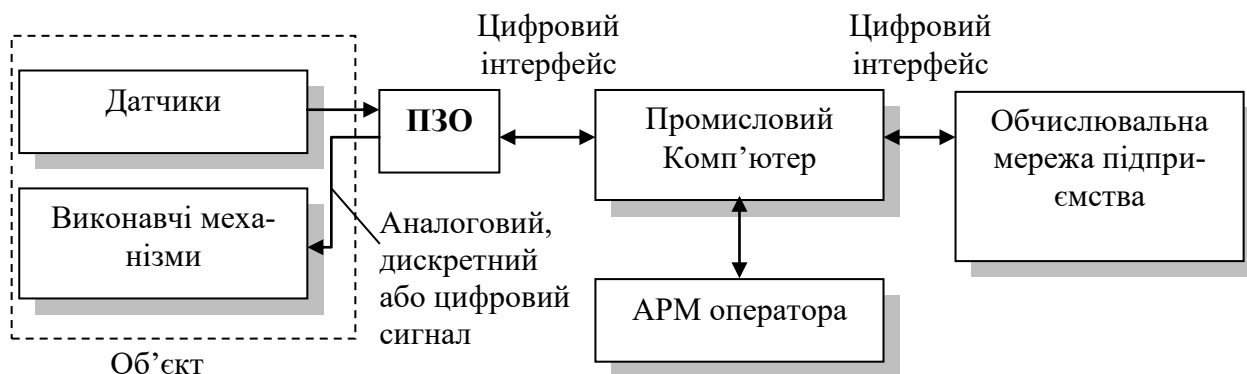 Цифровий
інтерфейс
Цифровий
інтерфейс
Датчики
ПЗО
Промисловий
Комп’ютер
Обчислювальна
мережа підпри-
ємства
Виконавчі меха-
нізми
Аналоговий,
дискретний
або цифровий
сигнал
АРМ оператора
Об’єкт